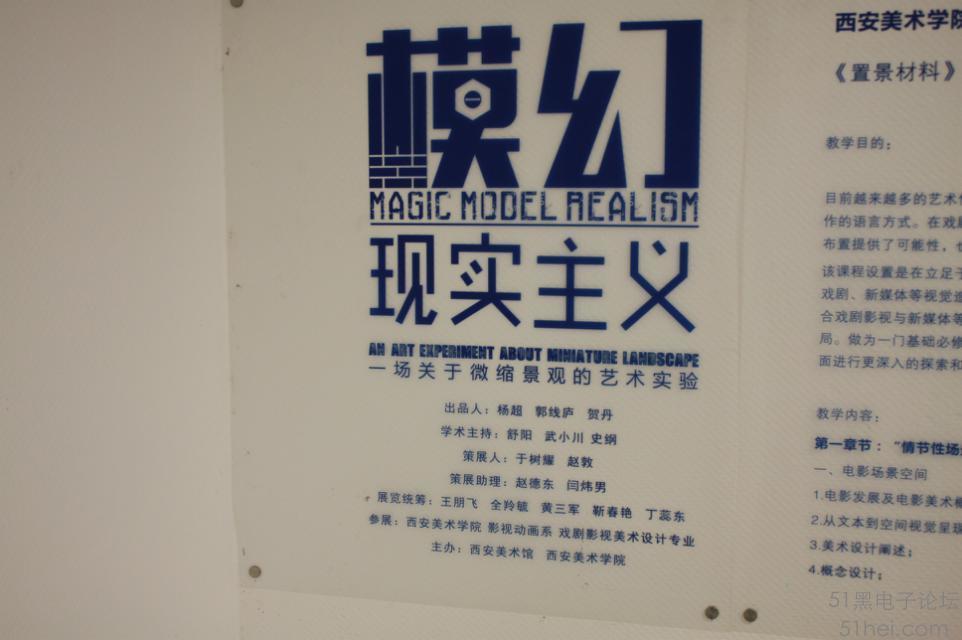 模幻
MAGIC MODEL REALISM
现实主义
AN ART EXPERIMENT ABOUT MINIATURE LANDSCAPE
一场关于微缩景观的艺术实验
出品人：杨超 郭线庐 贺丹
学术主持：舒阳 武小川 史纲
策展人：于树耀 赵敦
策展助理：赵德东 闫炜男
展览统筹：王朋飞 全羚毓 黄三军 靳春艳 丁蕊东
参展：西安美术学院 影视动画系 戏剧影视美术设计专业
主办：西安美术馆 西安美术学院
西安美术学院
《置景材料》
教学目的：
目前越来越多的艺术
作的语言方式。在戏
布置提供了可能性，
该课程设置是在立足
戏剧、新媒体等视觉
合戏剧影视与新媒体等
局。做为一门基础必修
面进行更深入的探索和
教学内容：
第一章节：“情节性场
一、电影场景空间
1.电影发展及电影美术
2.从文本到空间视觉呈现
3.美术设计阐述；
4.概念设计；
51黑电子论坛
51hei.com